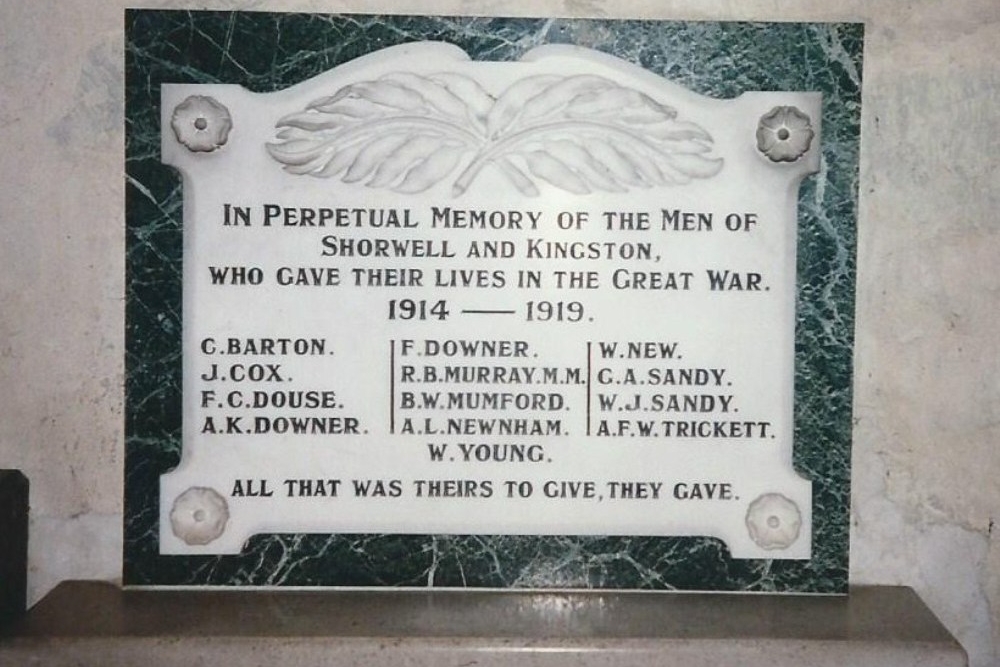 IN PERPETUAL MEMORY OF THE MEN OF
SHORWELL AND KINGSTON,
WHO GAVE THEIR LIVES IN THE GREAT WAR.
1914 — 1919.
C.BARTON.
J.COX.
F.C.DOUSE.
A.K.DOWNER.
F.DOWNER.
R.B.MURRAY.M.M.
B.W.MUMFORD.
A.L.NEWNHAM.
W.NEW.
G.A.SANDY.
W.J.SANDY.
A.F.W.TRICKETT.
W.YOUNG.
ALL THAT WAS THEIRS TO GIVE, THEY GAVE.